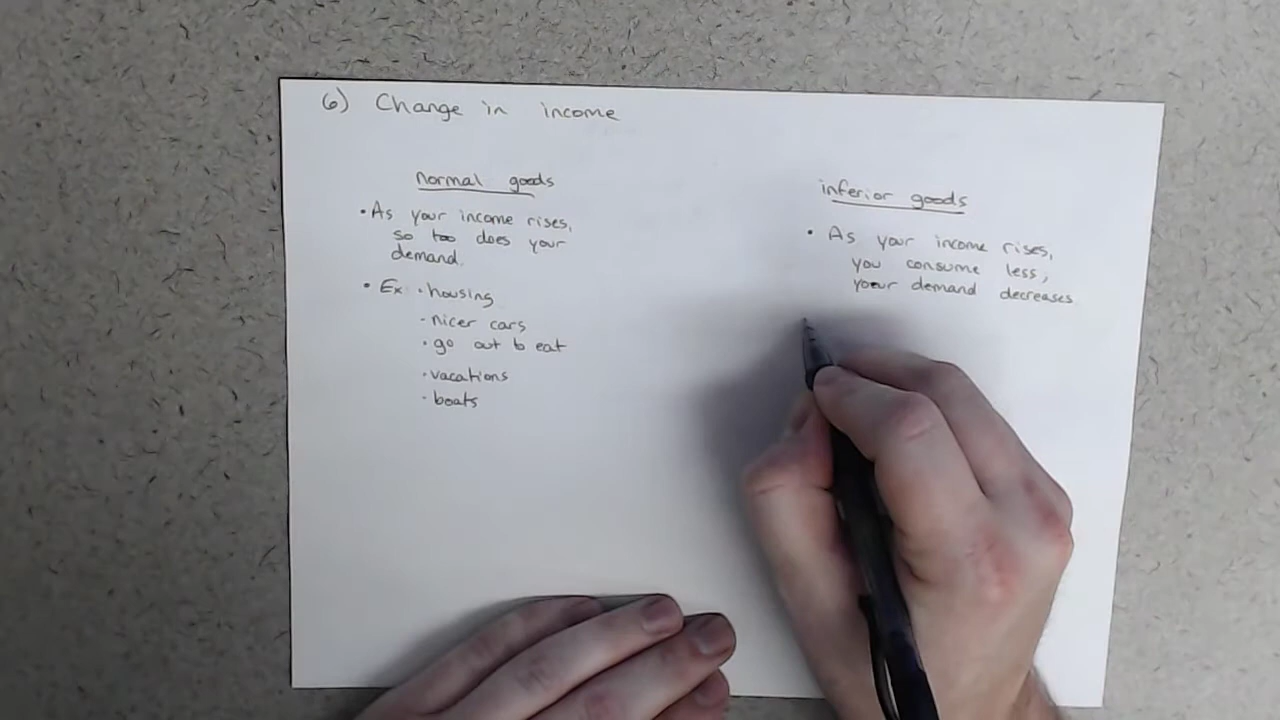 6) Change in income
normal goods
• As your income rises,
so too does your
demand.
• Ex: • housing
- nicer cars
• go out to eat
• vacations
• boats
inferior goods
• As your income rises,
you consume less,
your demand decreases